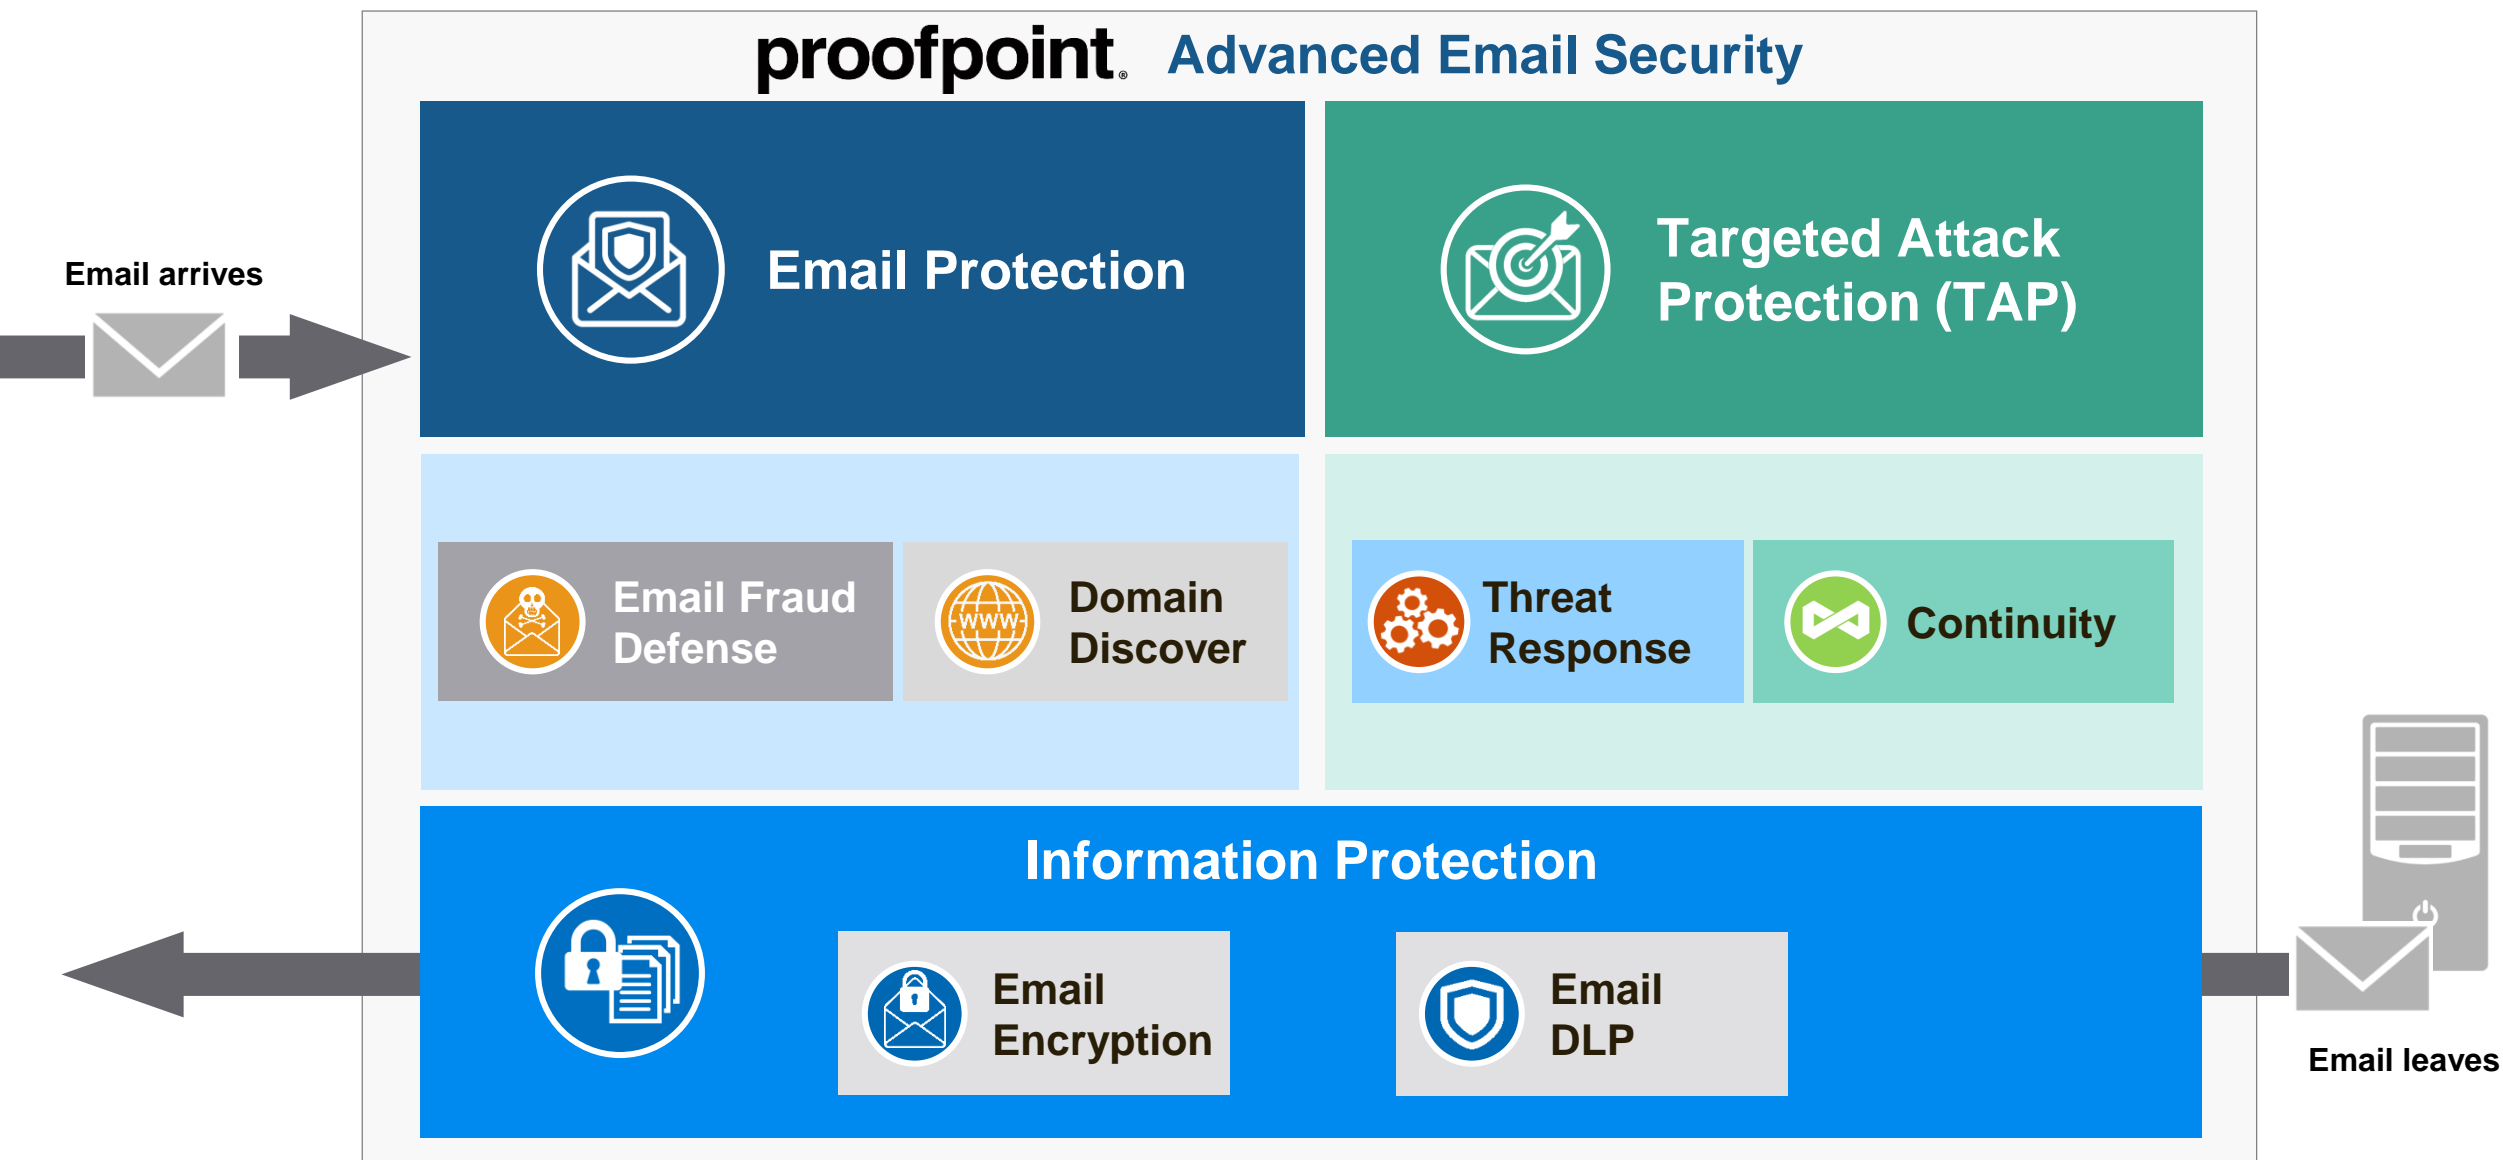 proofpoint® Advanced Email Security
Email arrives
Email Protection
Targeted Attack
Protection (TAP)
Email Fraud
Defense
WWW
Domain
Discover
Threat
Response
Continuity
Information Protection
Email
Encryption
Email
DLP
Email leaves